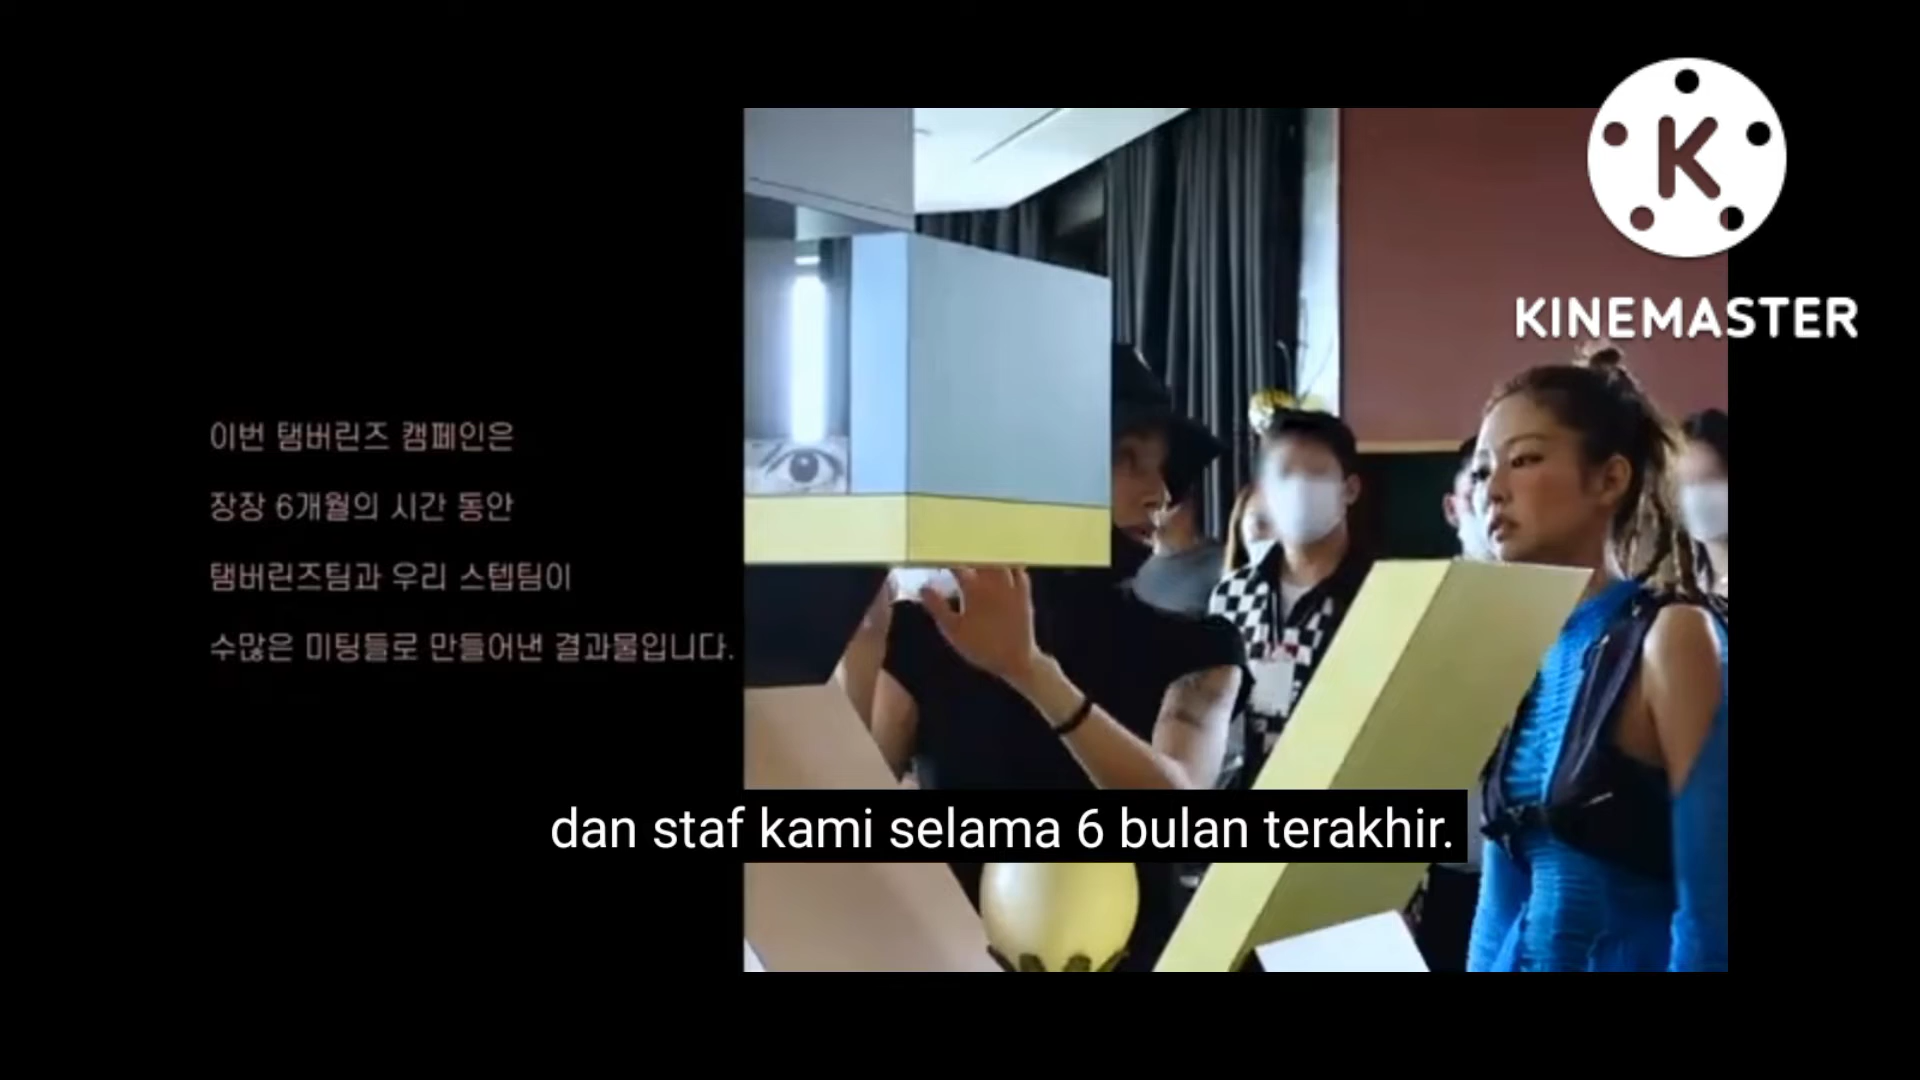 K
KINEMASTER
이번 탬버린즈 캠페인은
장장 6개월의 시간 동안
탬버린즈팀과 우리 스텝팀이
수많은 미팅들로 만들어낸 결과물입니다.
dan staf kami selama 6 bulan terakhir.